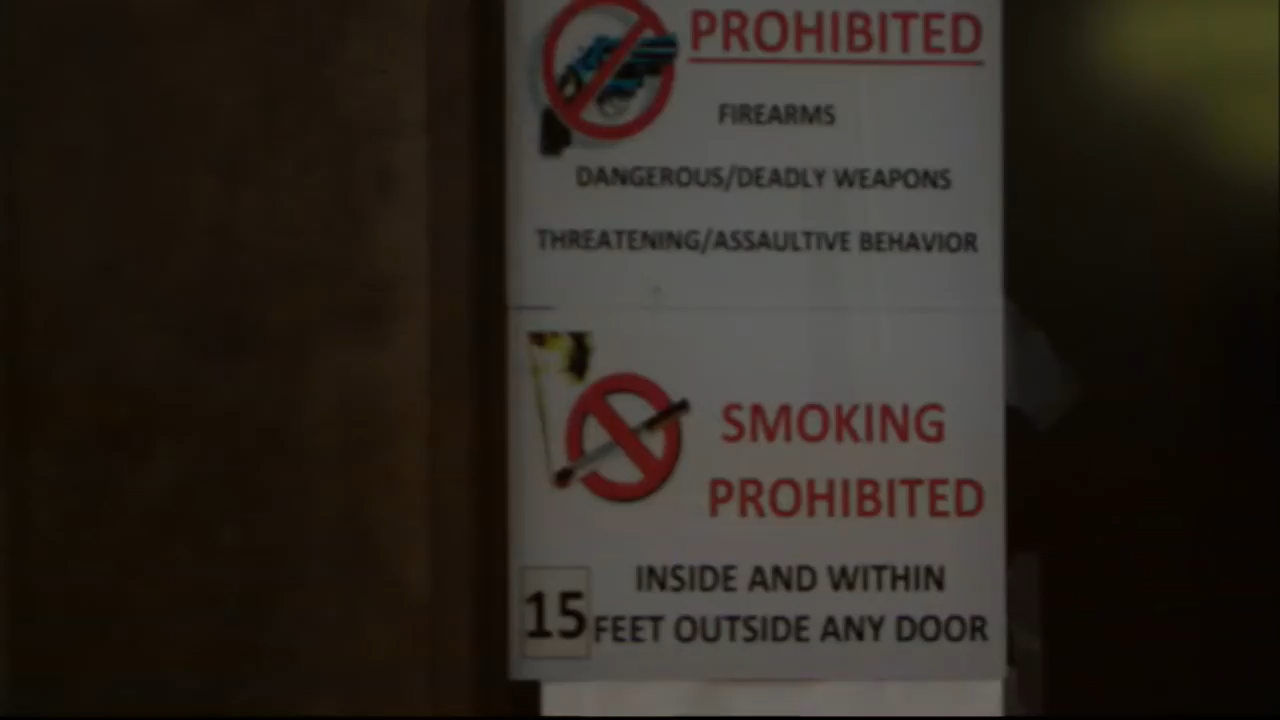 PROHIBITED
FIREARMS
DANGEROUS/DEADLY WEAPONS
THREATENING/ASSAULTIVE BEHAVIOR
SMOKING
PROHIBITED
INSIDE AND WITHIN
15 FEET OUTSIDE ANY DOOR